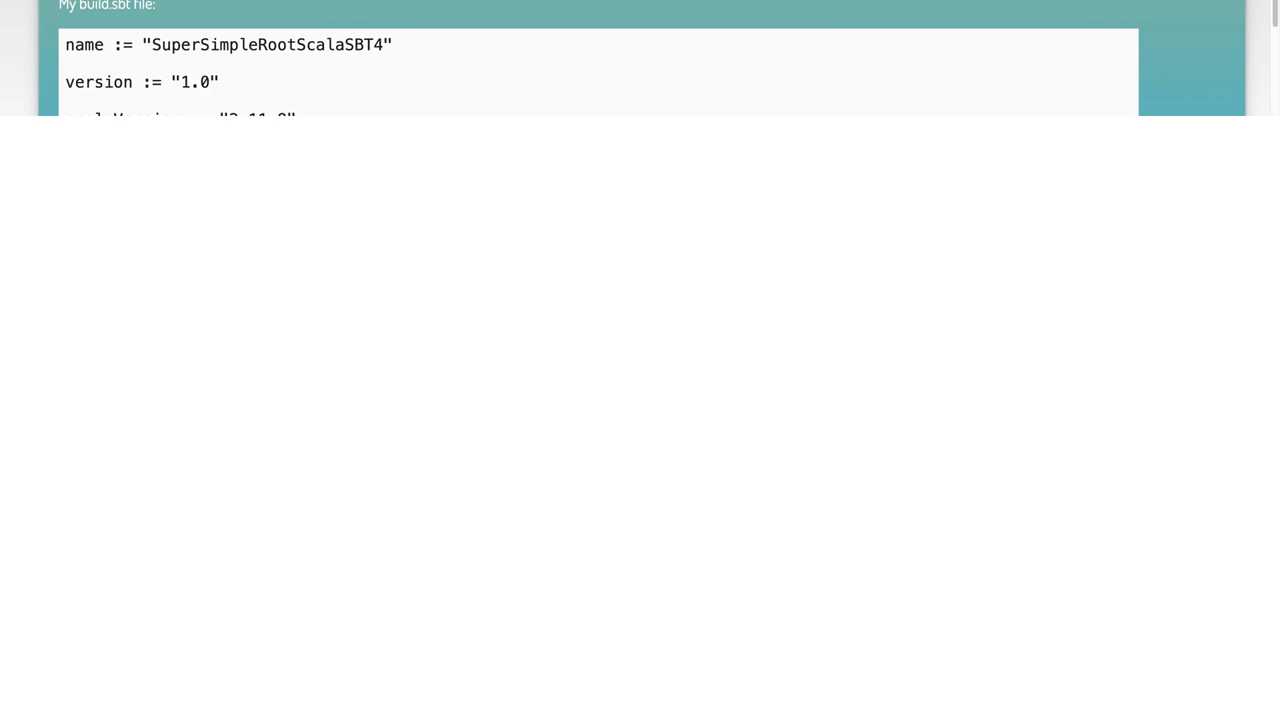 My build.sbt file:
name := "SuperSimpleRootScalaSBT4"
version := "1.0"